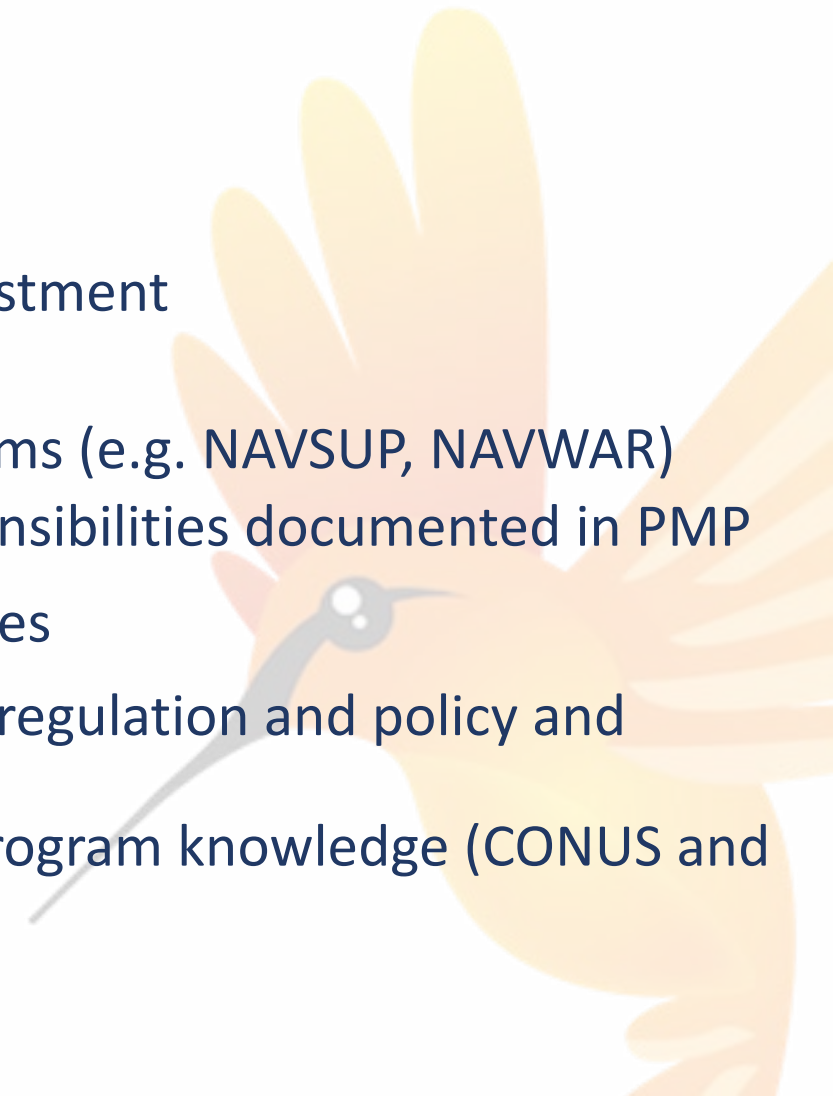 stment
ms (e.g. NAVSUP, NAVWAR)
nsibilities documented in PMP
es
regulation and policy and
rogram knowledge (CONUS and